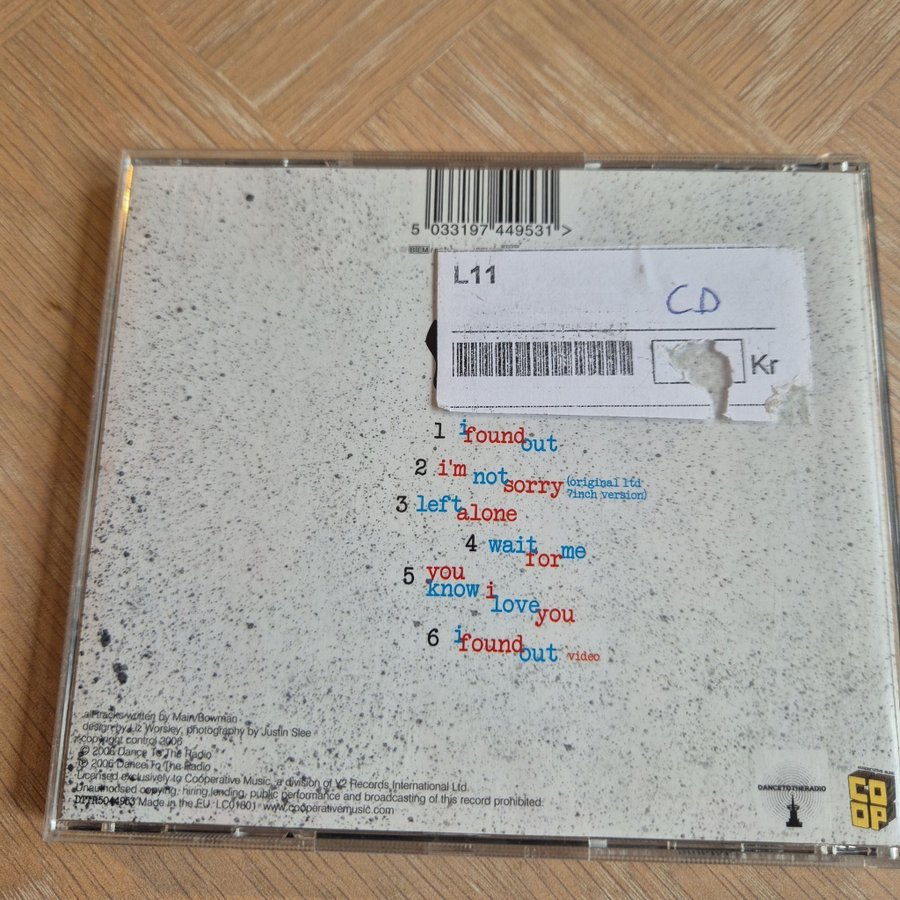 5 033197 449531 >
BIEM
L11
CD
Kr
1 i found out
2 i'm not sorry (original ltd 7inch version)
3 left alone
4 wait for me
5 you know i love you
6 i found out video
all tracks written by Main/Bowman
design by Liz Worsley, photography by Justin Slee
copyright control 2006
℗ 2006 Dance To The Radio
© 2006 Dance To The Radio
Licensed exclusively to Cooperative Music, a division of V2 Records International Ltd.
Unauthorised copying, hiring, lending, public performance and broadcasting of this record prohibited.
Made in the EU · LC01801 www.cooperativemusic.com
DANCETOTHERADIO
CO
OP